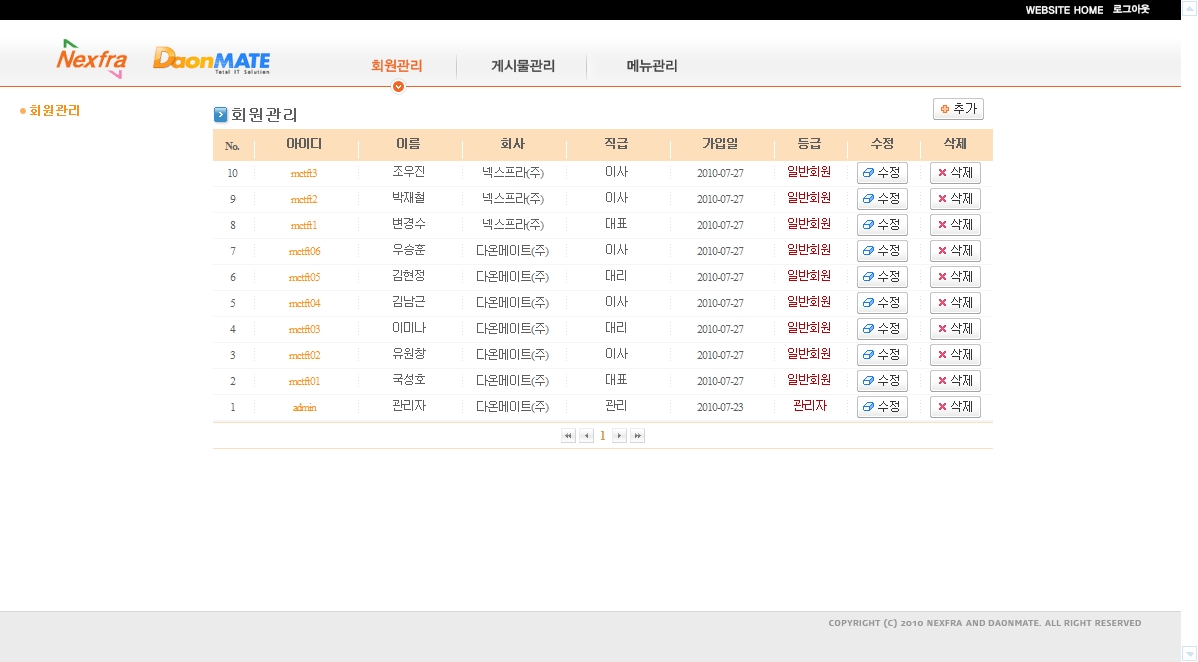 WEBSITE HOME 로그아웃
Nexfra DaonMATE
Total IT Solution
회원관리 게시물관리 메뉴관리
회원관리
회원관리 추가
No. 아이디 이름 회사 직급 가입일 등급 수정 삭제
10 mctft3 조우진 넥스프라(주) 이사 2010-07-27 일반회원 수정 삭제
9 mctft2 박재철 넥스프라(주) 이사 2010-07-27 일반회원 수정 삭제
8 mctft1 변경수 넥스프라(주) 대표 2010-07-27 일반회원 수정 삭제
7 mctft06 우승훈 다온메이트(주) 이사 2010-07-27 일반회원 수정 삭제
6 mctft05 김현정 다온메이트(주) 대리 2010-07-27 일반회원 수정 삭제
5 mctft04 김남근 다온메이트(주) 이사 2010-07-27 일반회원 수정 삭제
4 mctft03 이미나 다온메이트(주) 대리 2010-07-27 일반회원 수정 삭제
3 mctft02 유원창 다온메이트(주) 이사 2010-07-27 일반회원 수정 삭제
2 mctft01 국성호 다온메이트(주) 대표 2010-07-27 일반회원 수정 삭제
1 admin 관리자 다온메이트(주) 관리 2010-07-23 관리자 수정 삭제
1
COPYRIGHT (C) 2010 NEXFRA AND DAONMATE. ALL RIGHT RESERVED